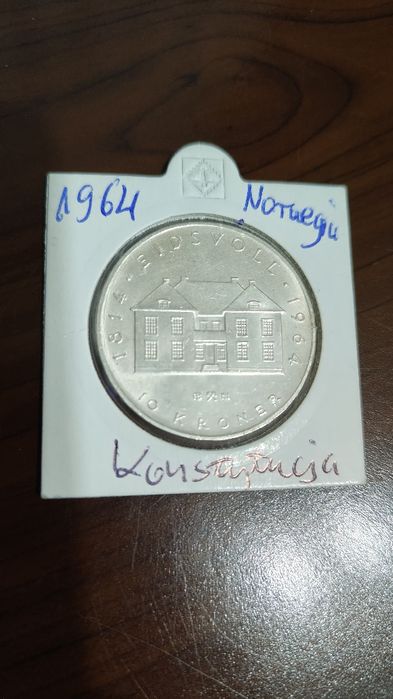 1964 Norwegia
1814 · EIDSVOLL · 1964
10 KRONER
Konstytucja